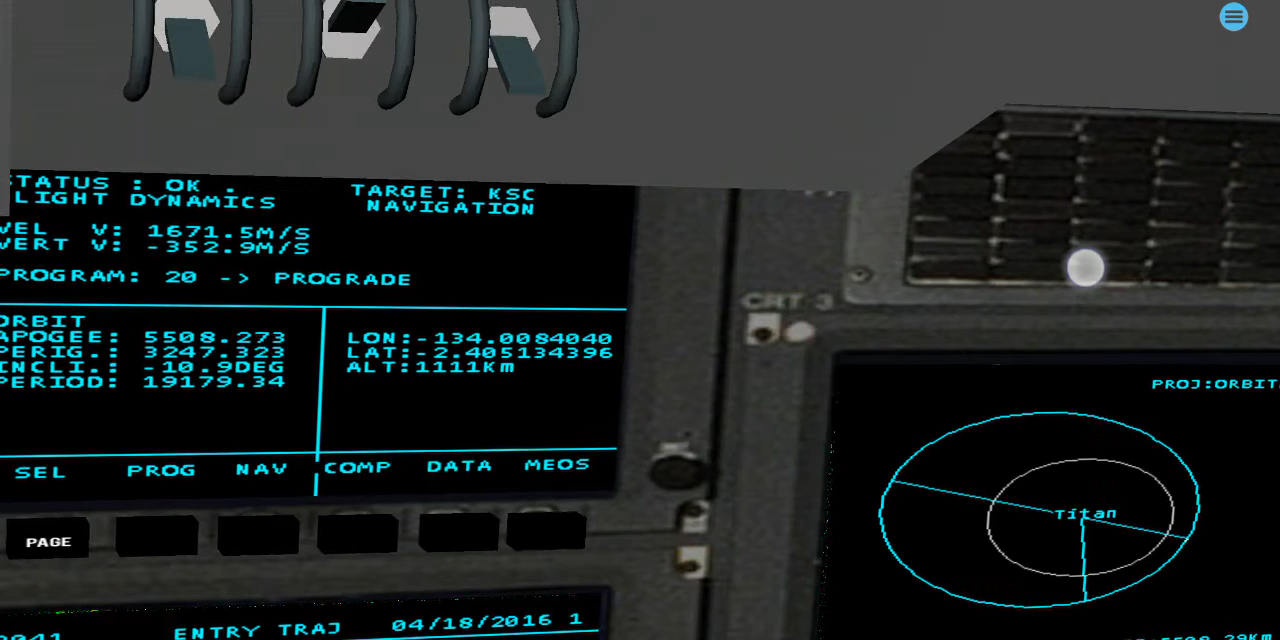 TATUS : OK .
LIGHT DYNAMICS
TARGET: KSC
NAVIGATION
VEL V: 1671.5M/S
VERT V: -352.9M/S
PROGRAM: 20 -> PROGRADE
ORBIT
APOGEE: 5508.273
PERIG.: 3247.323
INCLI.: -10.9DEG
PERIOD: 19179.34
LON:-134.0084040
LAT:-2.405134396
ALT:1111Km
SEL PROG NAV COMP DATA MEOS
PAGE
ENTRY TRAJ 04/18/2016 1
CRT 3
PROJ:ORBIT
Titan